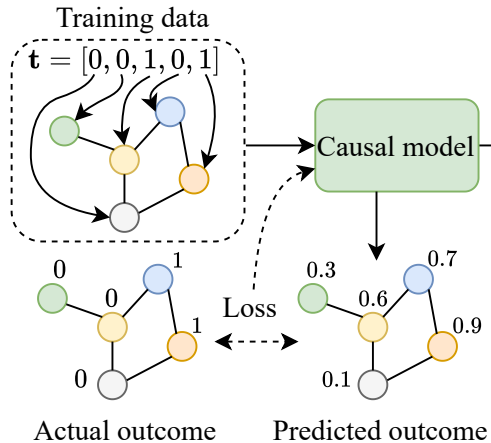 Training data
t = [0, 0, 1, 0, 1]
Causal model
0
1
0
1
0
Loss
0.3
0.7
0.6
0.9
0.1
Actual outcome
Predicted outcome